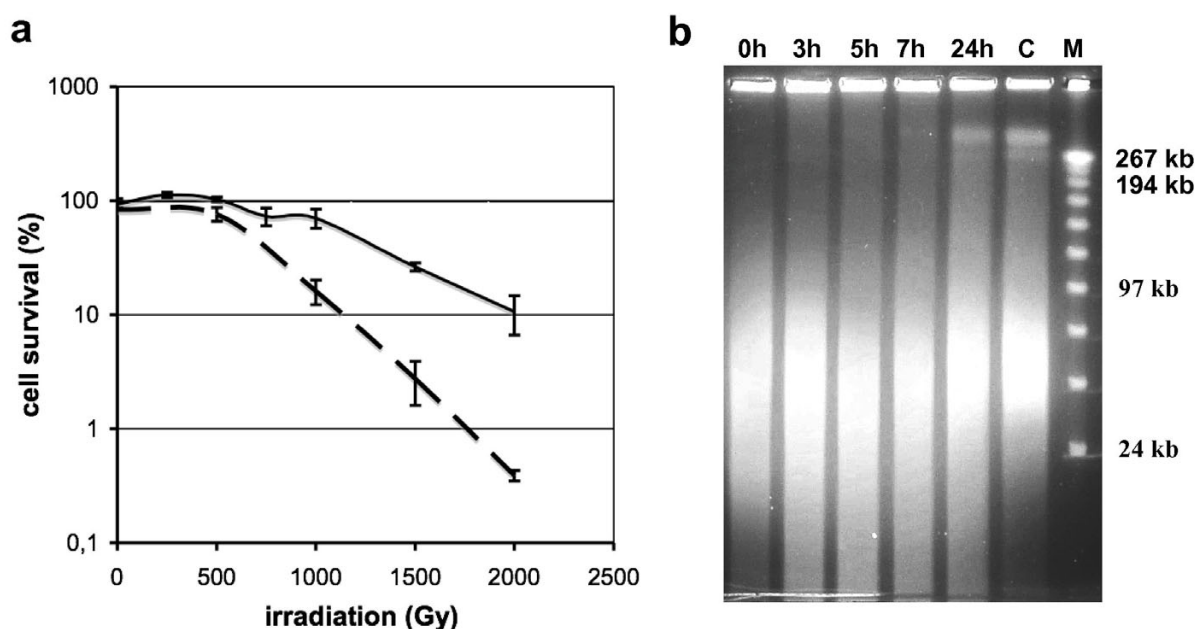 a
1000
100
10
1
0,1
cell survival (%)
0 500 1000 1500 2000 2500
irradiation (Gy)
b
0h 3h 5h 7h 24h C M
267 kb
194 kb
97 kb
24 kb